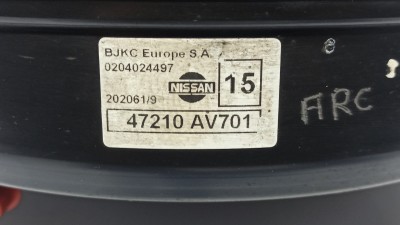 BJKC Europe S.A.
0204024497
NISSAN
15
202061/9
47210 AV701
ARC